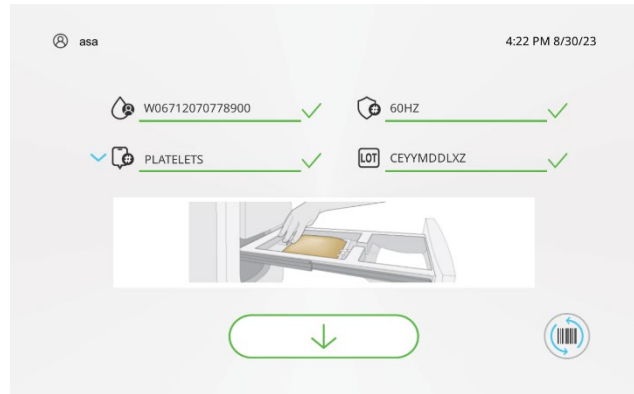 asa
4:22 PM 8/30/23
W06712070778900
60HZ
#
PLATELETS
#
LOT
CEYYMDDLXZ